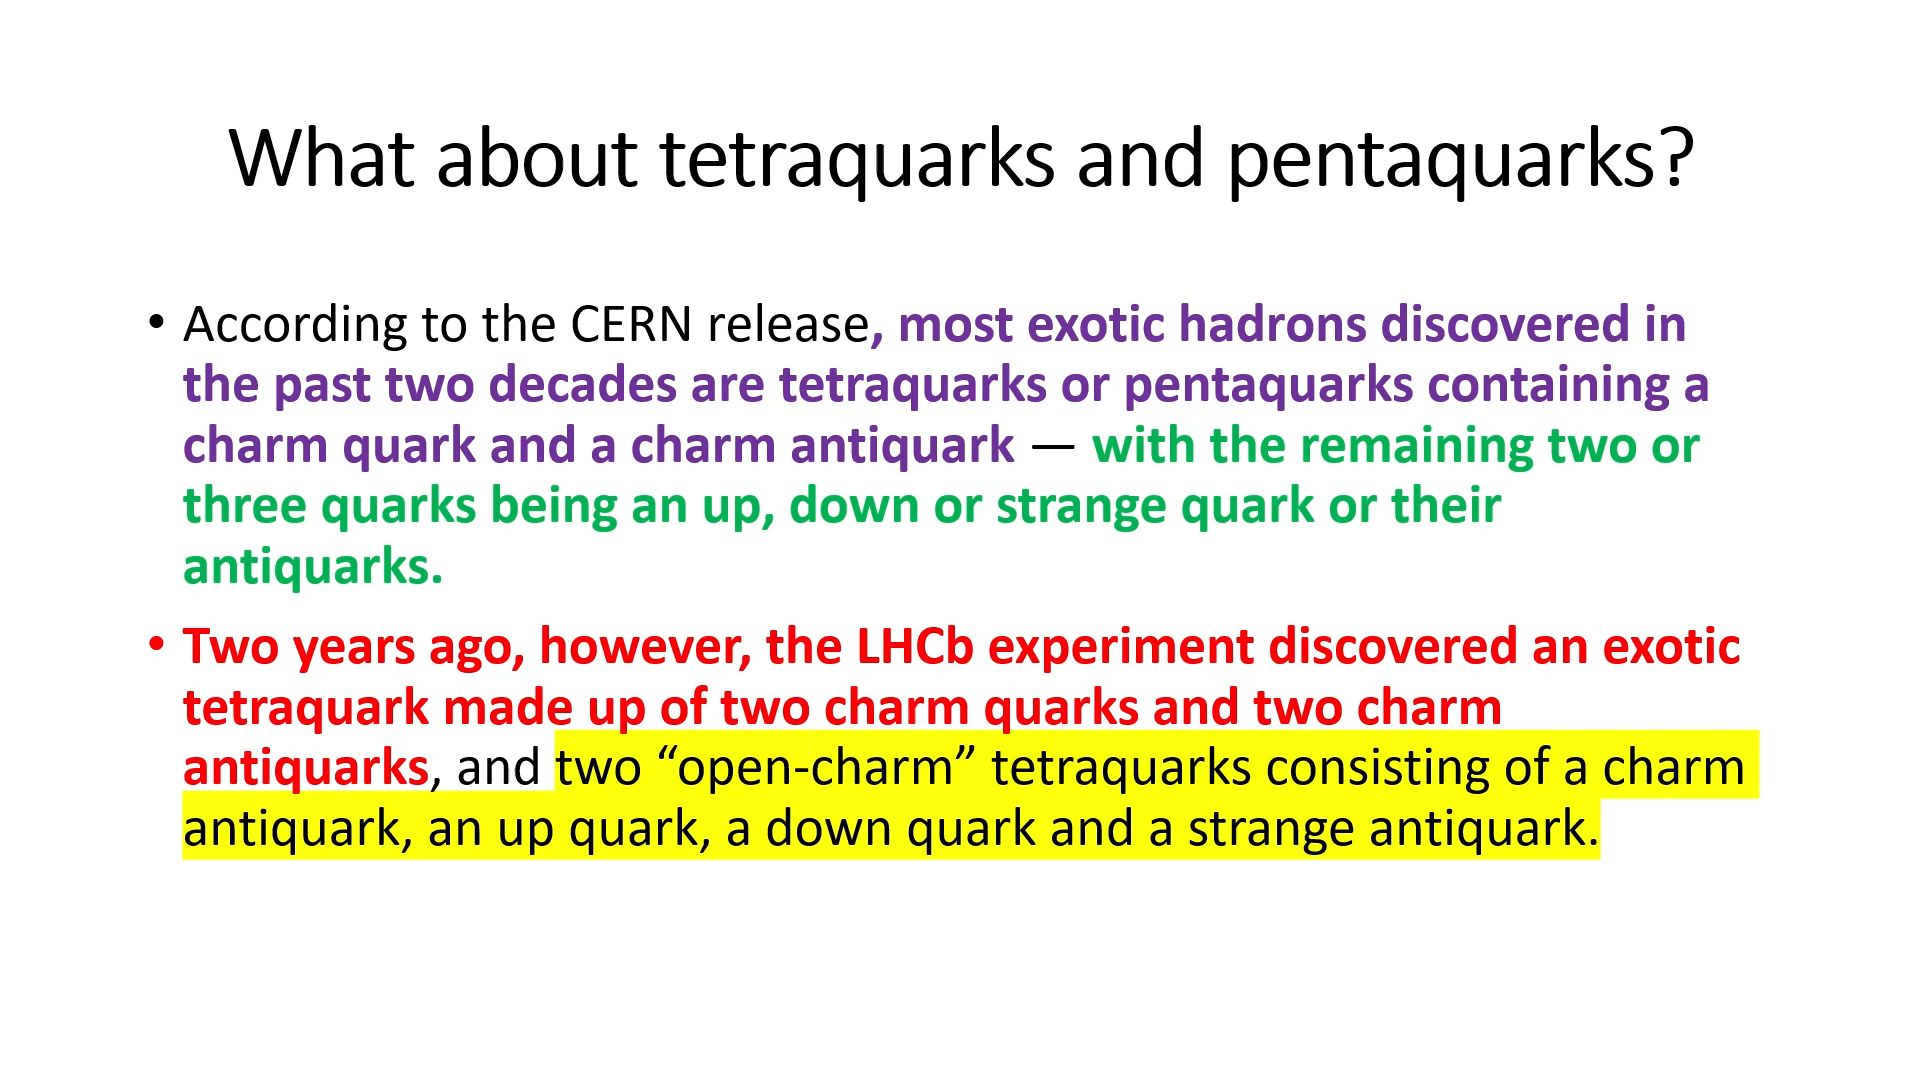 What about tetraquarks and pentaquarks?
• According to the CERN release, most exotic hadrons discovered in
the past two decades are tetraquarks or pentaquarks containing a
charm quark and a charm antiquark — with the remaining two or
three quarks being an up, down or strange quark or their
antiquarks.
• Two years ago, however, the LHCb experiment discovered an exotic
tetraquark made up of two charm quarks and two charm
antiquarks, and two “open-charm” tetraquarks consisting of a charm
antiquark, an up quark, a down quark and a strange antiquark.